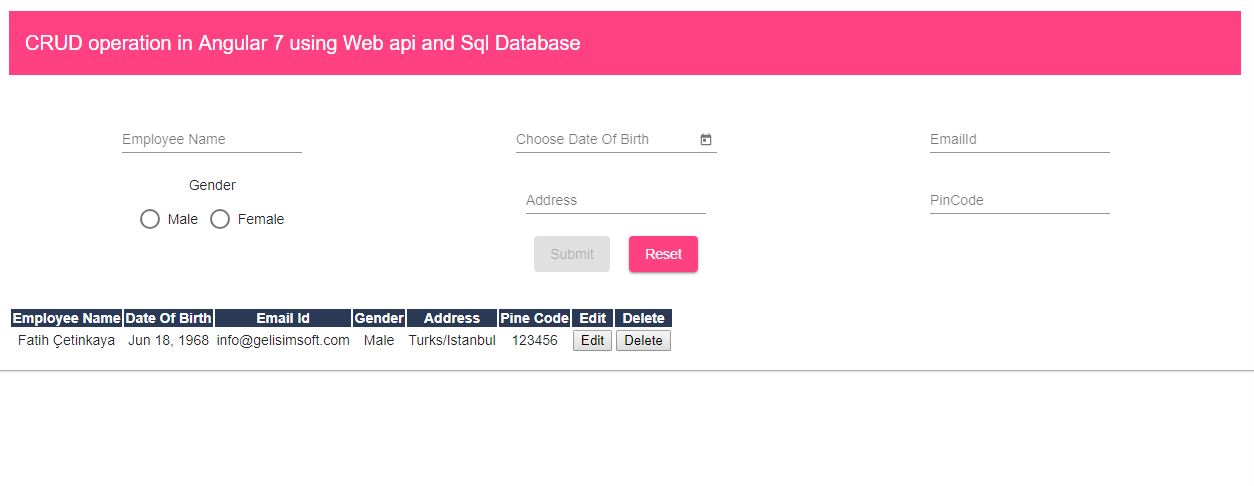 CRUD operation in Angular 7 using Web api and Sql Database
Employee Name Choose Date Of Birth EmailId
Gender
Address PinCode
Male Female
Submit Reset
Employee Name Date Of Birth Email Id Gender Address Pine Code Edit Delete
Fatih Çetinkaya Jun 18, 1968 info@gelisimsoft.com Male Turks/Istanbul 123456 Edit Delete